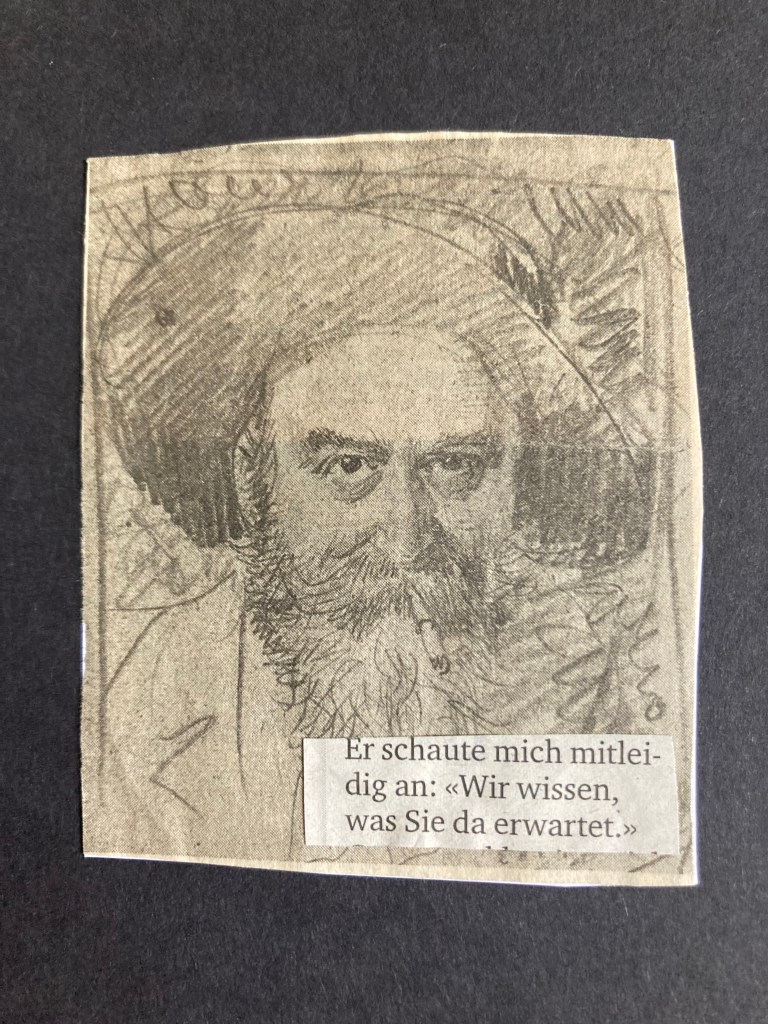 Er schaute mich mitlei-
dig an: «Wir wissen,
was Sie da erwartet.»